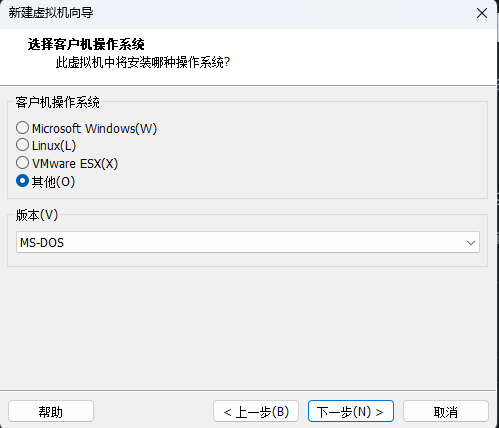 新建虚拟机向导
选择客户机操作系统
此虚拟机中将安装哪种操作系统?
客户机操作系统
Microsoft Windows(W)
Linux(L)
VMware ESX(X)
其他(O)
版本(V)
MS-DOS
帮助
< 上一步(B)
下一步(N) >
取消